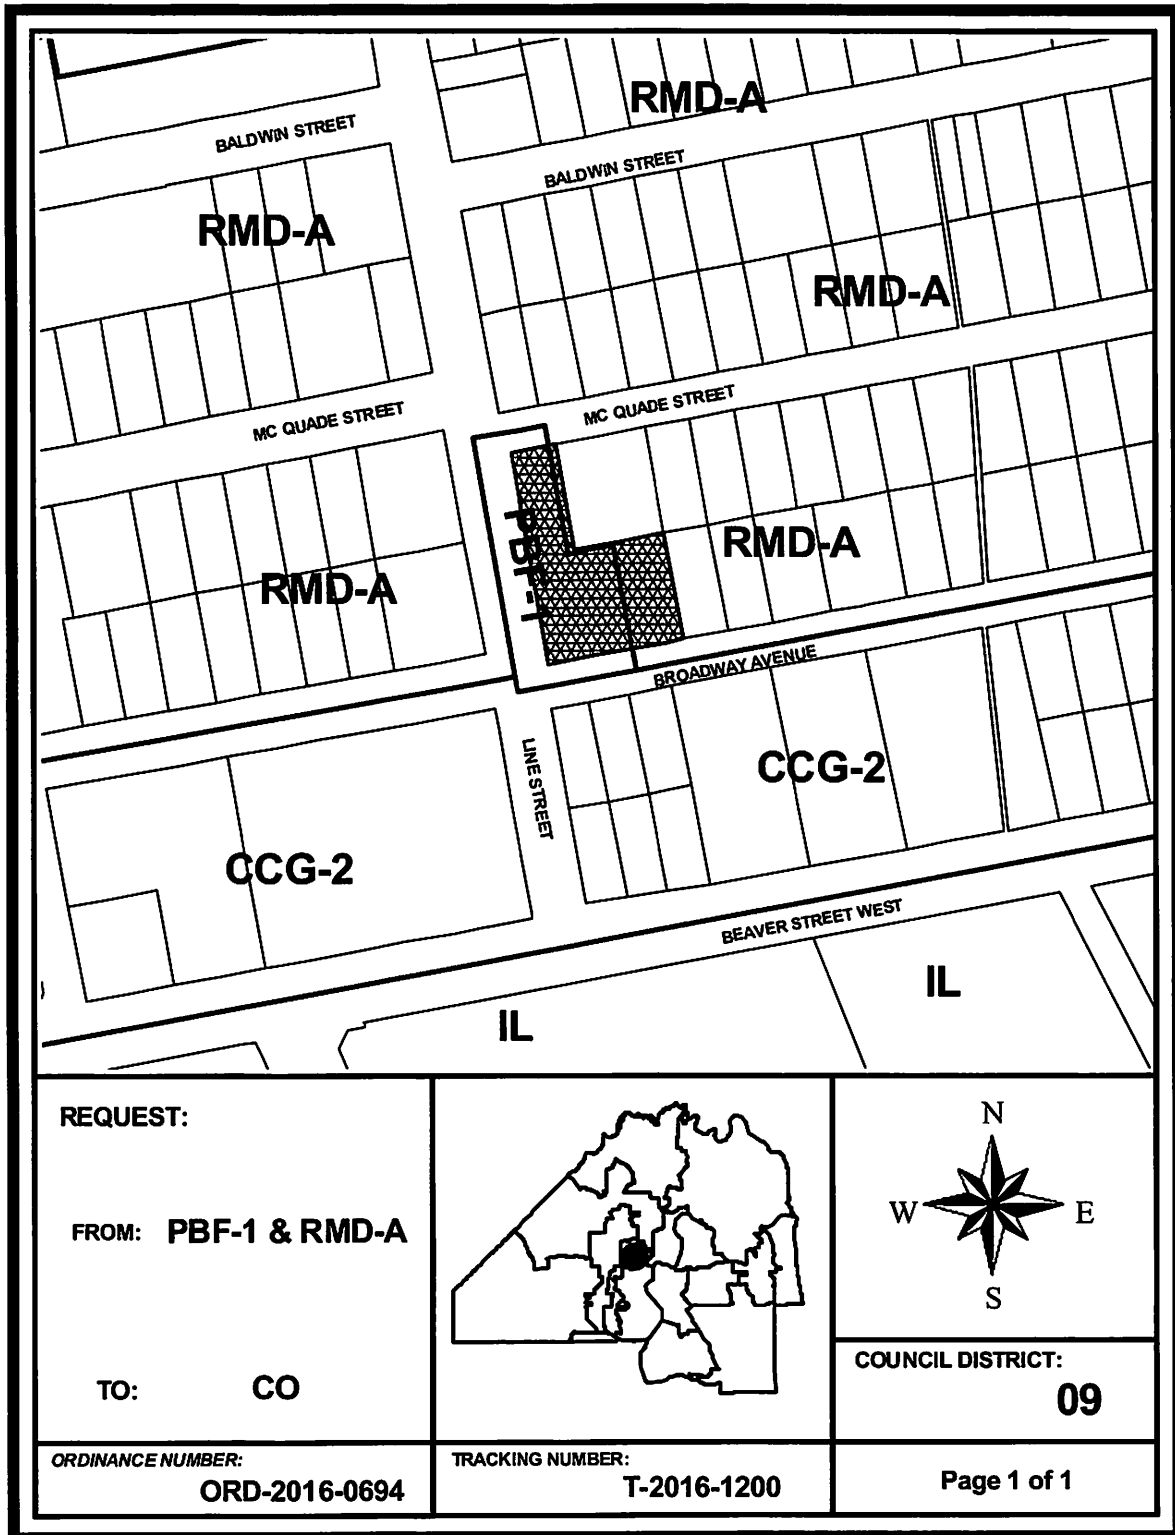 RMD-A
BALDWIN STREET
BALDWIN STREET
RMD-A
RMD-A
MC QUADE STREET
MC QUADE STREET
PBF-1
RMD-A
RMD-A
BROADWAY AVENUE
LINE STREET
CCG-2
CCG-2
BEAVER STREET WEST
IL
IL
REQUEST:
FROM: PBF-1 & RMD-A
TO: CO
N
W E
S
COUNCIL DISTRICT:
09
ORDINANCE NUMBER:
ORD-2016-0694
TRACKING NUMBER:
T-2016-1200
Page 1 of 1